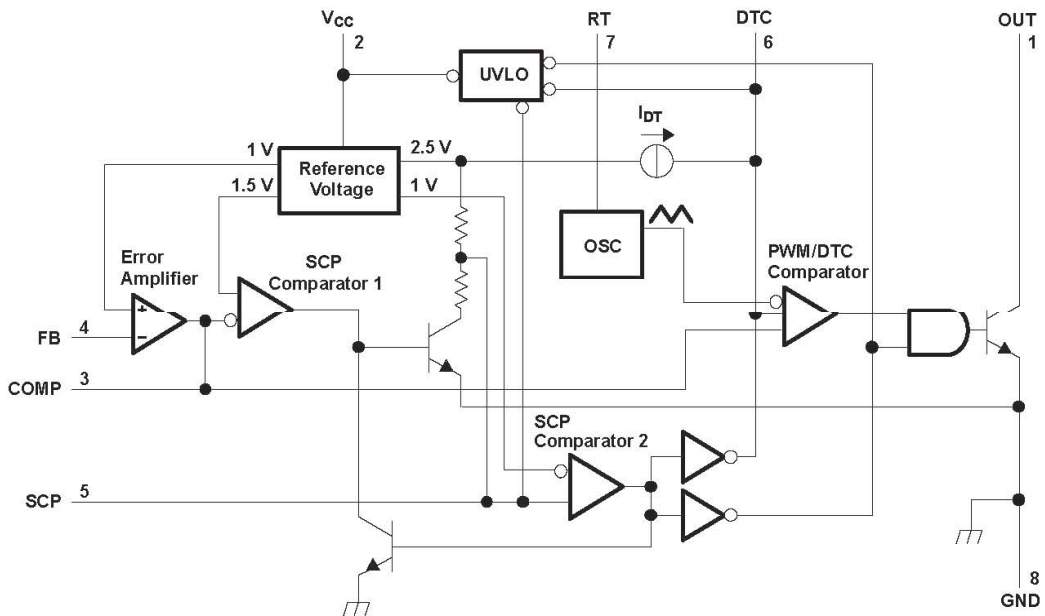 VCC
2
RT
7
DTC
6
OUT
1
UVLO
IDT
1 V
2.5 V
Reference
Voltage
1.5 V
1 V
OSC
Error
Amplifier
SCP
Comparator 1
PWM/DTC
Comparator
+
−
FB
4
COMP
3
SCP
Comparator 2
SCP
5
8
GND